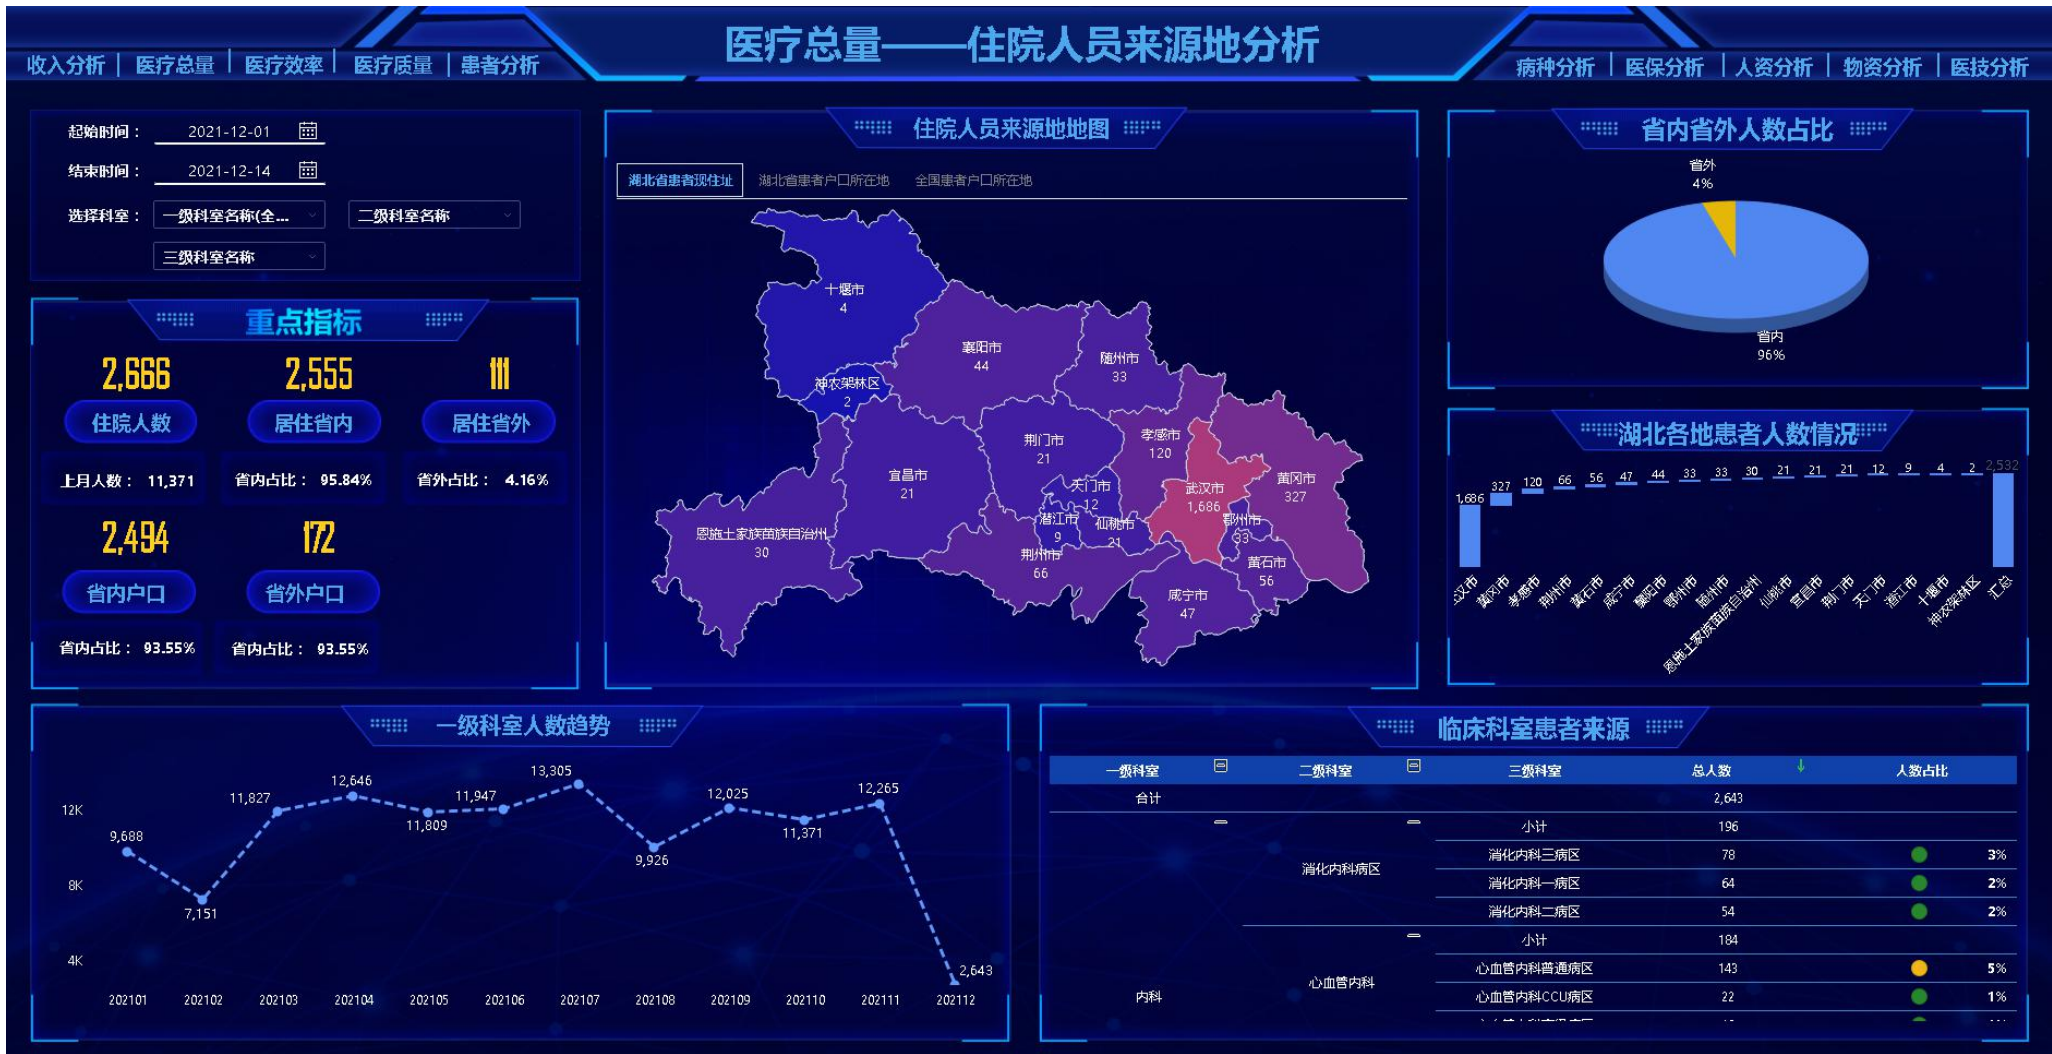 医疗总量——住院人员来源地分析
收入分析 | 医疗总量 | 医疗效率 | 医疗质量 | 患者分析
病种分析 | 医保分析 | 人资分析 | 物资分析 | 医技分析
起始时间： 2021-12-01
结束时间： 2021-12-14
选择科室： 一级科室名称(全... 二级科室名称
三级科室名称
重点指标
2,666 2,555 111
住院人数 居住省内 居住省外
上月人数： 11,371 省内占比： 95.84% 省外占比： 4.16%
2,494 172
省内户口 省外户口
省内占比： 93.55% 省内占比： 93.55%
住院人员来源地地图
湖北省患者现住址 湖北省患者户口所在地 全国患者户口所在地
十堰市
4
襄阳市
44
随州市
33
神农架林区
2
荆门市
21
孝感市
120
宜昌市
21
天门市
12
武汉市
1,686
黄冈市
327
恩施土家族苗族自治州
30
潜江市
9
仙桃市
21
鄂州市
33
荆州市
66
黄石市
56
咸宁市
47
省内省外人数占比
省外
4%
省内
96%
湖北各地患者人数情况
1,686 327 120 66 56 47 44 33 33 30 21 21 21 12 9 4 2 2,532
汉市 黄冈市 孝感市 荆州市 黄石市 咸宁市 襄阳市 鄂州市 随州市 恩施土家族苗族自治州 仙桃市 宜昌市 荆门市 天门市 潜江市 十堰市 神农架林区 汇总
一级科室人数趋势
12K
8K
4K
9,688 7,151 11,827 12,646 11,809 11,947 13,305 9,926 12,025 11,371 12,265 2,643
202101 202102 202103 202104 202105 202106 202107 202108 202109 202110 202111 202112
临床科室患者来源
一级科室 二级科室 三级科室 总人数 人数占比
合计 2,643
小计 196
消化内科三病区 78 3%
消化内科病区
消化内科一病区 64 2%
消化内科二病区 54 2%
小计 184
心血管内科普通病区 143 5%
心血管内科
内科
心血管内科CCU病区 22 1%